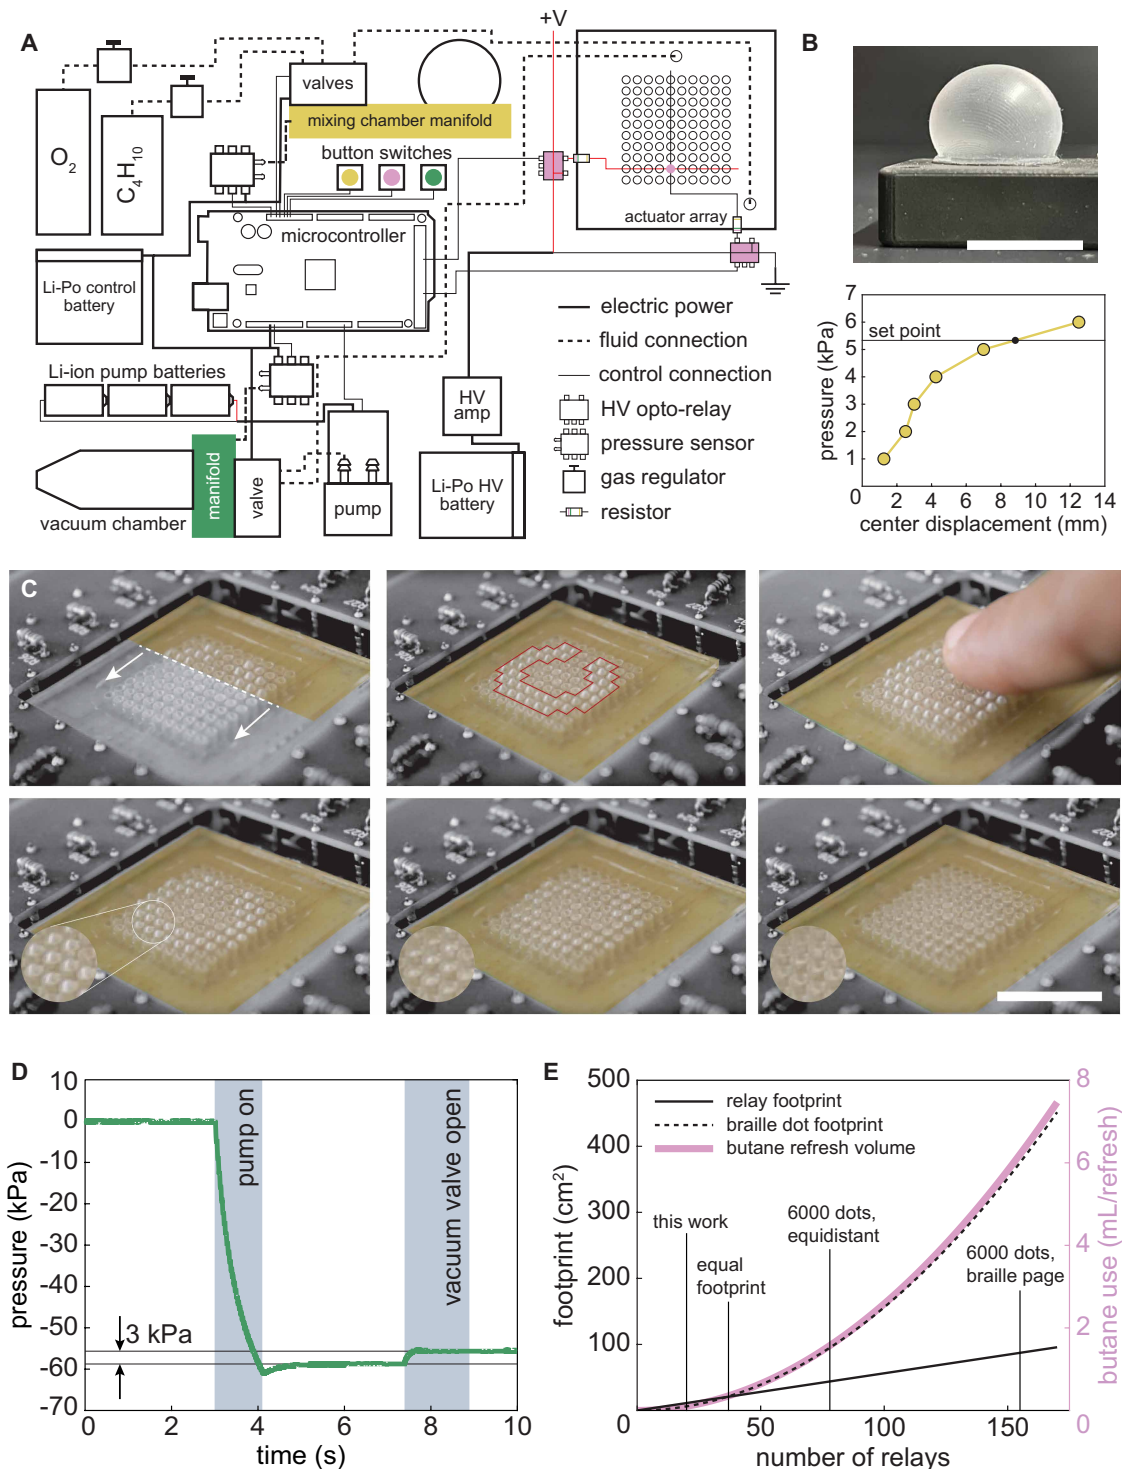 A
+V
valves
mixing chamber manifold
O2
C4H10
button switches
microcontroller
actuator array
Li-Po control
battery
Li-ion pump batteries
HV
amp
manifold
valve
vacuum chamber
pump
Li-Po HV
battery
electric power
fluid connection
control connection
HV opto-relay
pressure sensor
gas regulator
resistor
B
7
6
5
4
3
2
1
0
set point
pressure (kPa)
2
4
6
8
10
12
14
center displacement (mm)
C
D
10
0
-10
-20
-30
-40
-50
-60
-70
pressure (kPa)
pump on
vacuum valve open
3 kPa
0
2
4
6
8
10
time (s)
E
500
400
300
200
100
0
footprint (cm²)
relay footprint
braille dot footprint
butane refresh volume
this work
equal
footprint
6000 dots,
equidistant
6000 dots,
braille page
50
100
150
number of relays
8
6
4
2
0
butane use (mL/refresh)